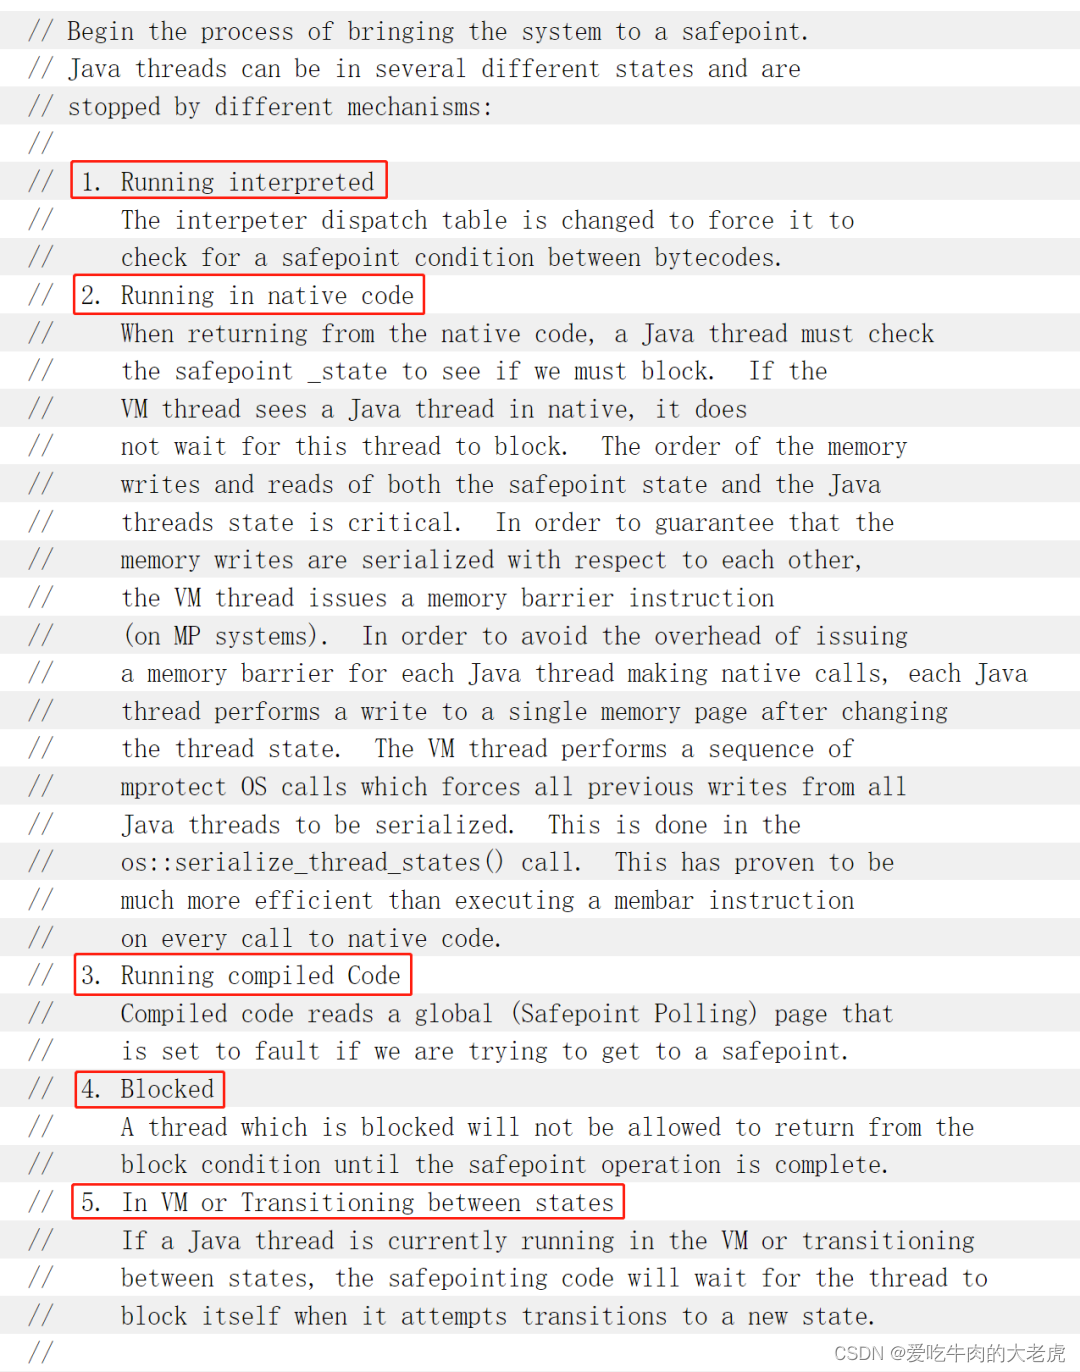 // Begin the process of bringing the system to a safepoint.
// Java threads can be in several different states and are
// stopped by different mechanisms:
//
// 1. Running interpreted
// The interpeter dispatch table is changed to force it to
// check for a safepoint condition between bytecodes.
// 2. Running in native code
// When returning from the native code, a Java thread must check
// the safepoint _state to see if we must block. If the
// VM thread sees a Java thread in native, it does
// not wait for this thread to block. The order of the memory
// writes and reads of both the safepoint state and the Java
// threads state is critical. In order to guarantee that the
// memory writes are serialized with respect to each other,
// the VM thread issues a memory barrier instruction
// (on MP systems). In order to avoid the overhead of issuing
// a memory barrier for each Java thread making native calls, each Java
// thread performs a write to a single memory page after changing
// the thread state. The VM thread performs a sequence of
// mprotect OS calls which forces all previous writes from all
// Java threads to be serialized. This is done in the
// os::serialize_thread_states() call. This has proven to be
// much more efficient than executing a membar instruction
// on every call to native code.
// 3. Running compiled Code
// Compiled code reads a global (Safepoint Polling) page that
// is set to fault if we are trying to get to a safepoint.
// 4. Blocked
// A thread which is blocked will not be allowed to return from the
// block condition until the safepoint operation is complete.
// 5. In VM or Transitioning between states
// If a Java thread is currently running in the VM or transitioning
// between states, the safepointing code will wait for the thread to
// block itself when it attempts transitions to a new state.
//
CSDN @爱吃牛肉的大老虎